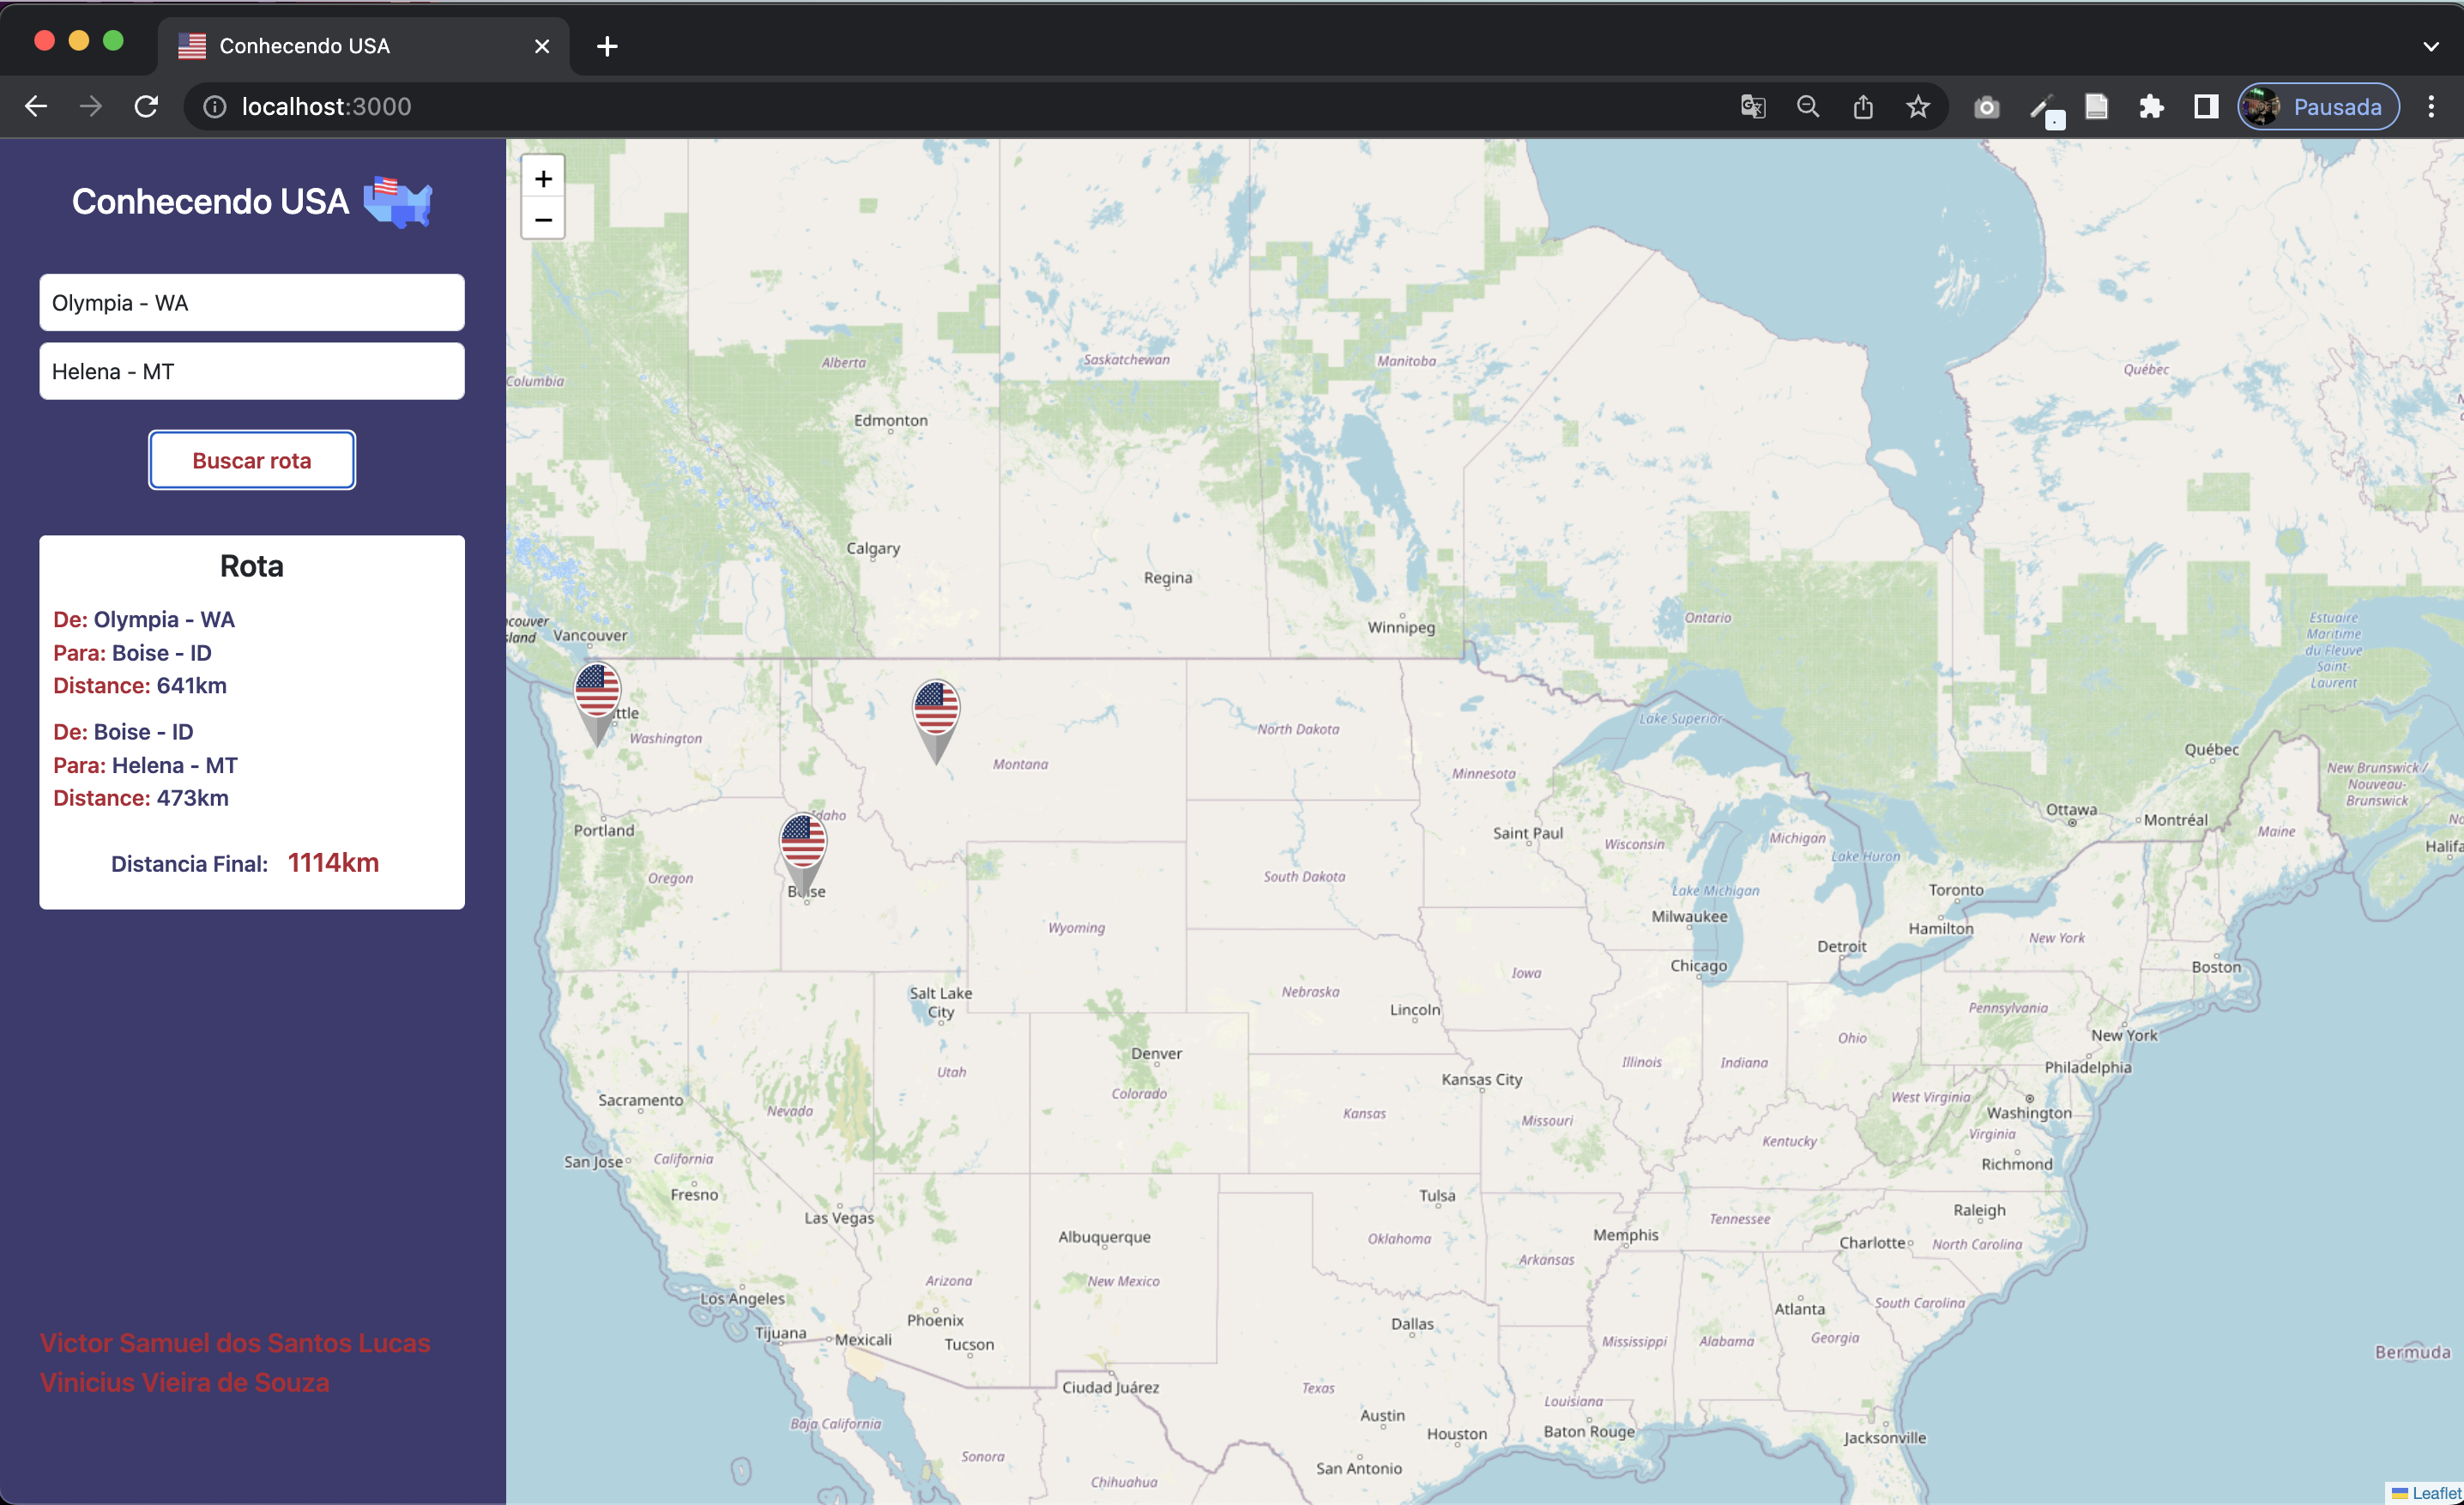 Conhecendo USA
localhost:3000
Pausada
Conhecendo USA
Olympia - WA
Helena - MT
Buscar rota
Rota
De: Olympia - WA
Para: Boise - ID
Distance: 641km
De: Boise - ID
Para: Helena - MT
Distance: 473km
Distancia Final: 1114km
Victor Samuel dos Santos Lucas
Vinicius Vieira de Souza
+
−
Columbia
Alberta
Saskatchewan
Manitoba
Québec
Edmonton
Calgary
Regina
Winnipeg
Ontario
Estuaire
Maritime
du Fleuve
Saint-
Laurent
Vancouver
Washington
Montana
North Dakota
Minnesota
Lake Superior
Québec
New Brunswick /
Nouveau-
Brunswick
Ottawa
Montréal
Maine
Portland
Saint Paul
Wisconsin
Michigan
Lake Huron
Oregon
Boise
South Dakota
Lake Michigan
Toronto
Milwaukee
Hamilton
Wyoming
Detroit
New York
Chicago
Boston
Iowa
Salt Lake
City
Nebraska
Lincoln
Pennsylvania
New York
Ohio
Denver
Illinois
Indiana
Philadelphia
Utah
Kansas City
Colorado
West Virginia
Sacramento
Nevada
Kansas
Missouri
Washington
Kentucky
Virginia
San Jose
California
Richmond
Fresno
Tulsa
Las Vegas
Raleigh
Tennessee
Albuquerque
Oklahoma
Memphis
Charlotte
North Carolina
Arkansas
Arizona
New Mexico
Los Angeles
South Carolina
Atlanta
Phoenix
Dallas
Tijuana
Mexicali
Tucson
Mississippi
Alabama
Georgia
Bermuda
Ciudad Juárez
Texas
Louisiana
Austin
Baja California
Houston
Baton Rouge
Jacksonville
Sonora
San Antonio
Chihuahua
Leaflet